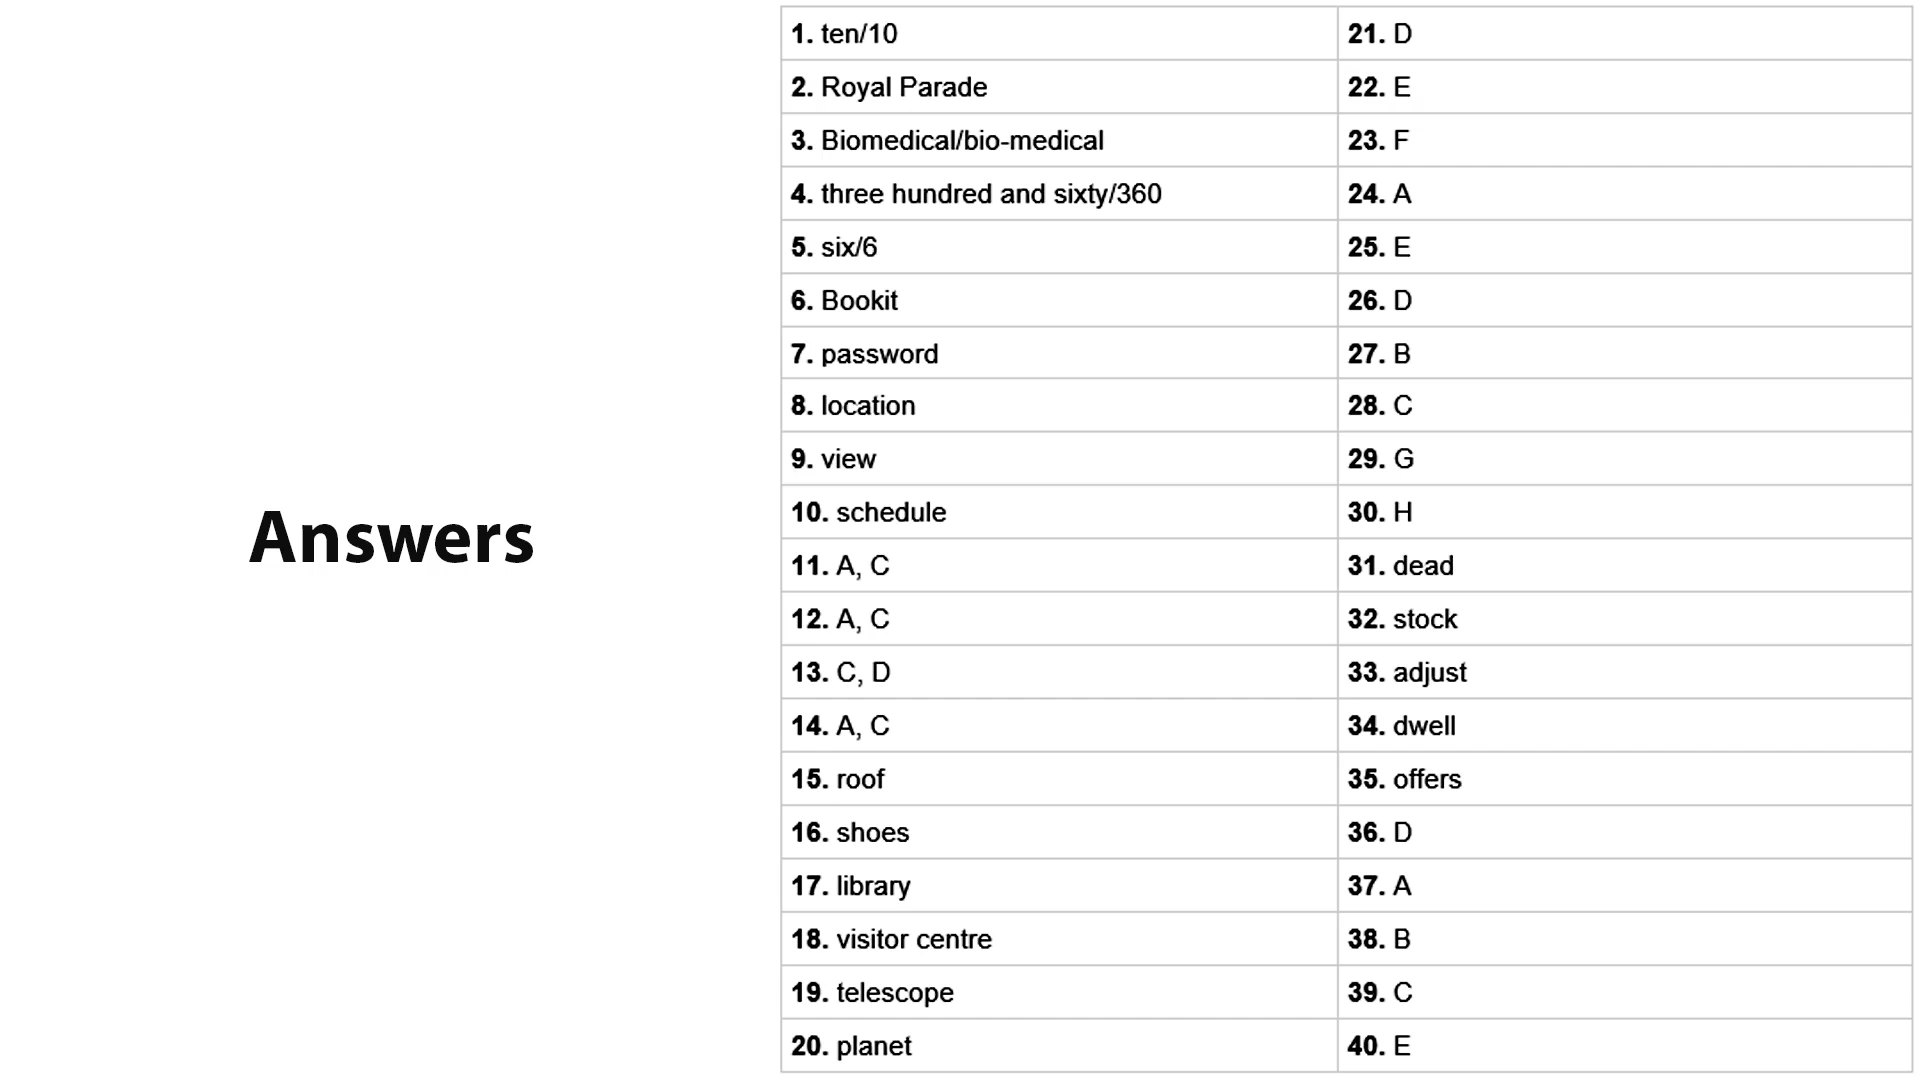 Answers
1. ten/10
21. D
2. Royal Parade
22. E
3. Biomedical/bio-medical
23. F
4. three hundred and sixty/360
24. A
5. six/6
25. E
6. Bookit
26. D
7. password
27. B
8. location
28. C
9. view
29. G
10. schedule
30. H
11. A, C
31. dead
12. A, C
32. stock
13. C, D
33. adjust
14. A, C
34. dwell
15. roof
35. offers
16. shoes
36. D
17. library
37. A
18. visitor centre
38. B
19. telescope
39. C
20. planet
40. E